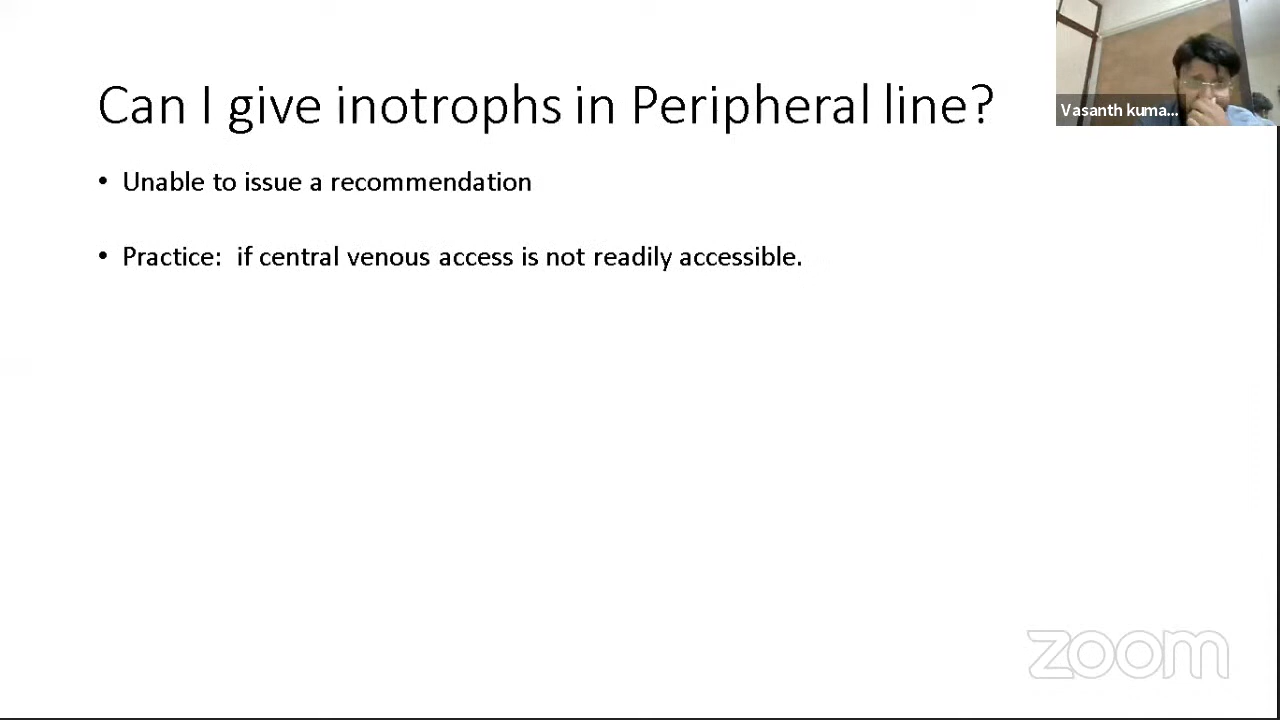 Can I give inotrophs in Peripheral line?
Vasanth kuma...
• Unable to issue a recommendation
• Practice:  if central venous access is not readily accessible.
zoom